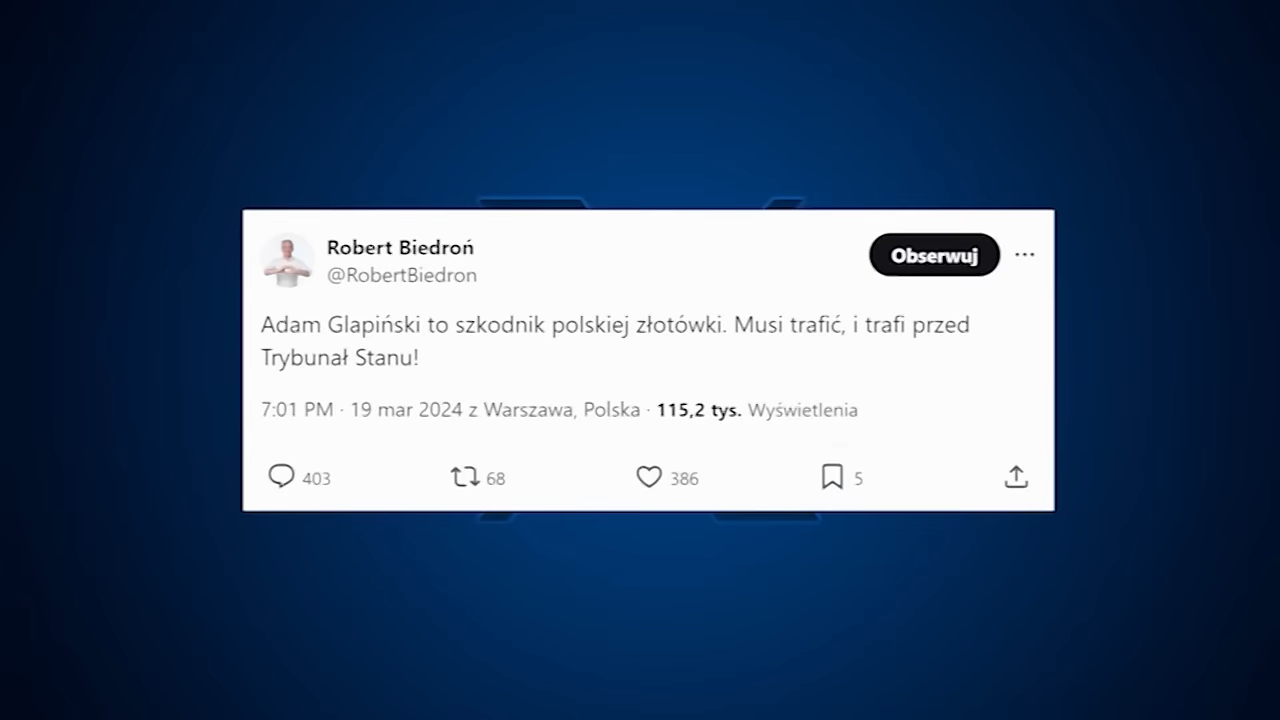 Robert Biedroń
@RobertBiedron
Obserwuj
Adam Glapiński to szkodnik polskiej złotówki. Musi trafić, i trafi przed
Trybunał Stanu!
7:01 PM · 19 mar 2024 z Warszawa, Polska · 115,2 tys. Wyświetlenia
403 68 386 5